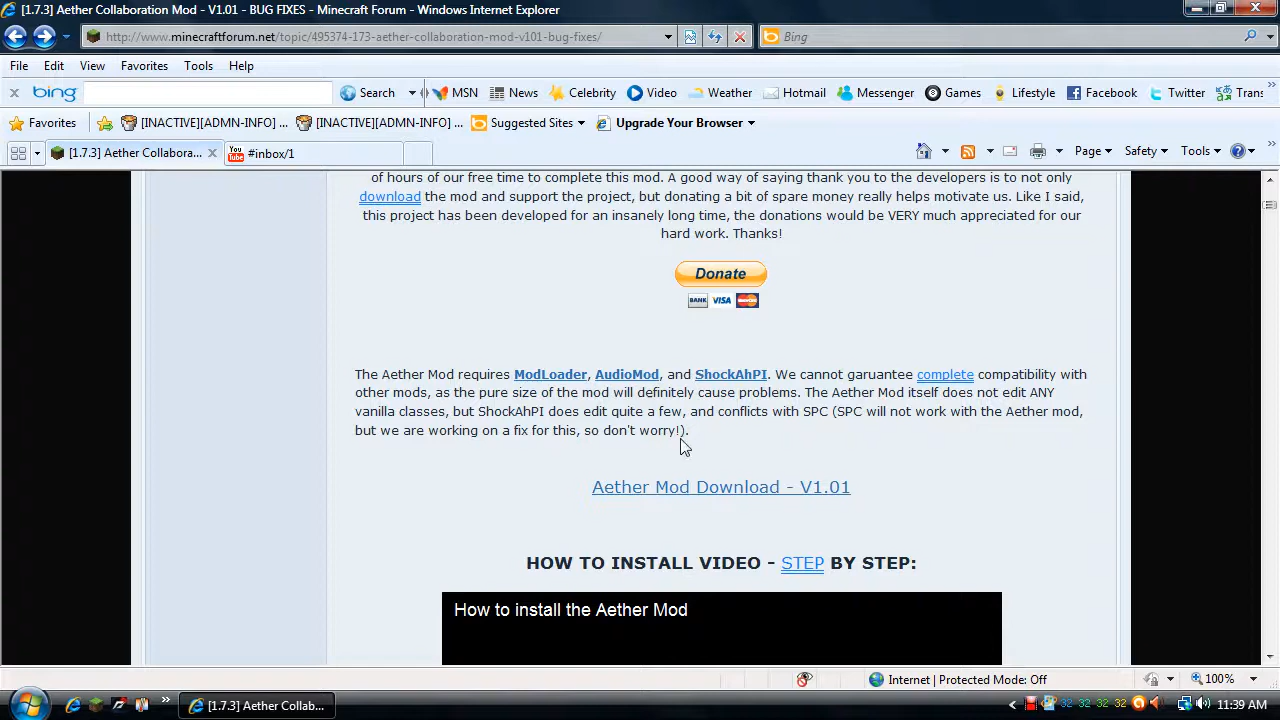 [1.7.3] Aether Collaboration Mod - V1.01 - BUG FIXES - Minecraft Forum - Windows Internet Explorer
http://www.minecraftforum.net/topic/495374-173-aether-collaboration-mod-v101-bug-fixes/
Bing
File Edit View Favorites Tools Help
bing Search MSN News Celebrity Video Weather Hotmail Messenger Games Lifestyle Facebook Twitter Trans
Favorites [INACTIVE][ADMN-INFO] ... [INACTIVE][ADMN-INFO] ... Suggested Sites Upgrade Your Browser
[1.7.3] Aether Collabora... You Tube #inbox/1 Page Safety Tools
of hours of our free time to complete this mod. A good way of saying thank you to the developers is to not only
download the mod and support the project, but donating a bit of spare money really helps motivate us. Like I said,
this project has been developed for an insanely long time, the donations would be VERY much appreciated for our
hard work. Thanks!
Donate
BANK VISA MasterCard
The Aether Mod requires ModLoader, AudioMod, and ShockAhPI. We cannot garuantee complete compatibility with
other mods, as the pure size of the mod will definitely cause problems. The Aether Mod itself does not edit ANY
vanilla classes, but ShockAhPI does edit quite a few, and conflicts with SPC (SPC will not work with the Aether mod,
but we are working on a fix for this, so don't worry!).
Aether Mod Download - V1.01
HOW TO INSTALL VIDEO - STEP BY STEP:
How to install the Aether Mod
Internet | Protected Mode: Off 100%
[1.7.3] Aether Collab... 32 32 32 32 11:39 AM